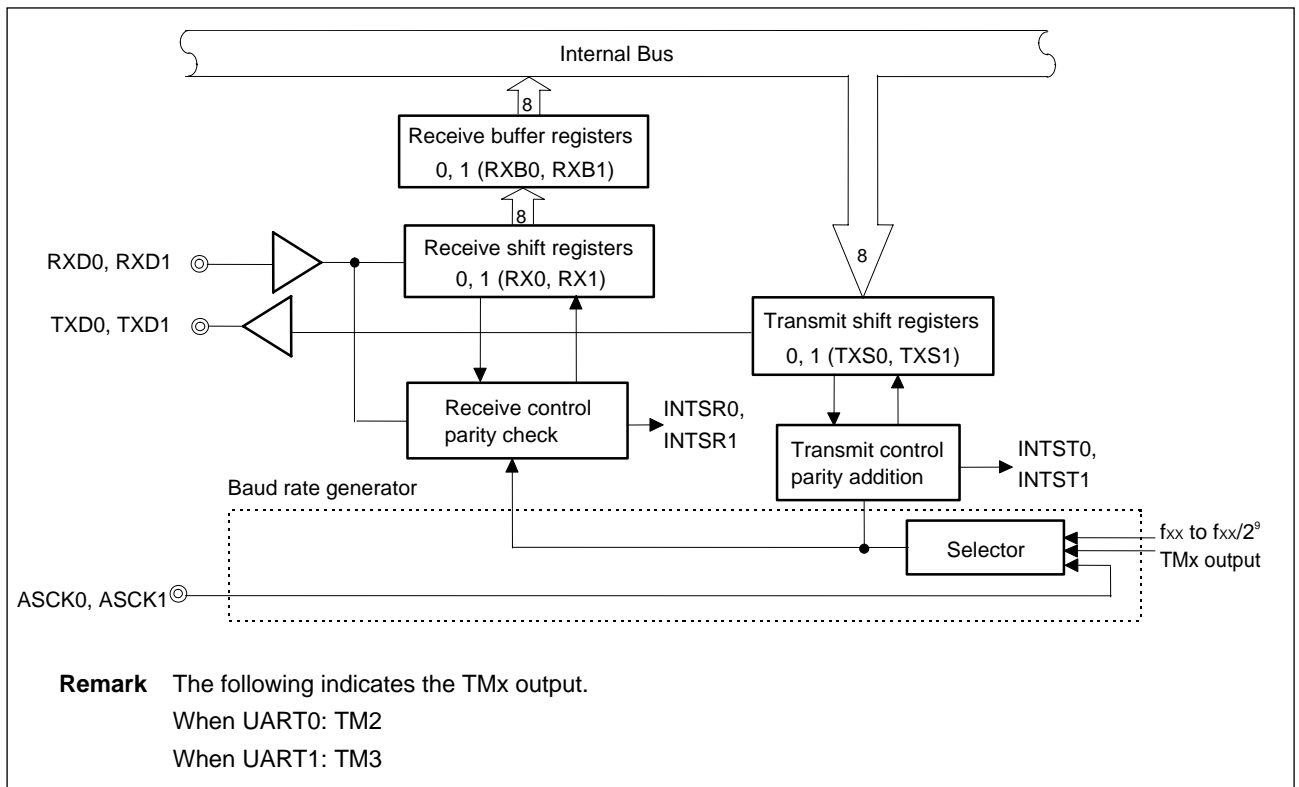 Internal Bus
8
Receive buffer registers
0, 1 (RXB0, RXB1)
8
Receive shift registers
0, 1 (RX0, RX1)
RXD0, RXD1
8
TXD0, TXD1
Transmit shift registers
0, 1 (TXS0, TXS1)
Receive control
parity check
INTSR0,
INTSR1
Transmit control
parity addition
INTST0,
INTST1
Baud rate generator
Selector
fxx to fxx/2⁹
TMx output
ASCK0, ASCK1
Remark The following indicates the TMx output.
When UART0: TM2
When UART1: TM3